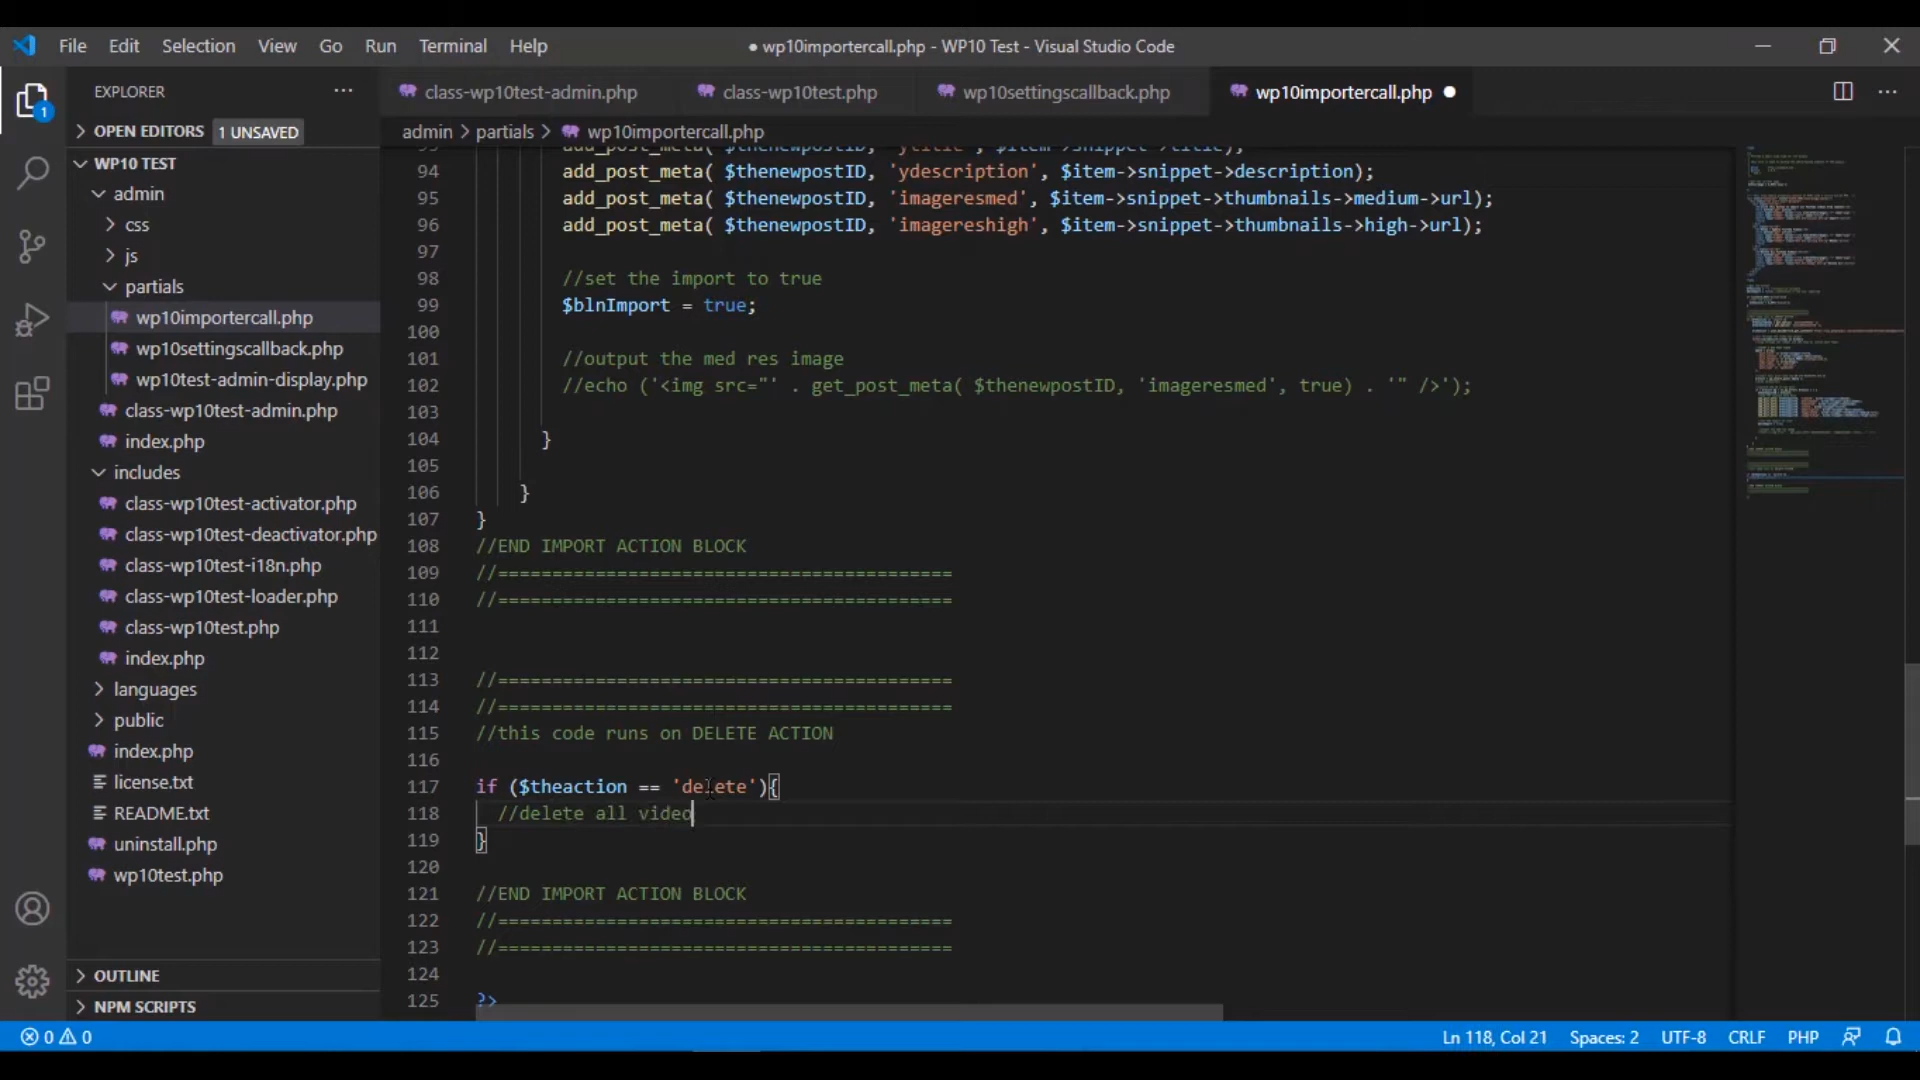 File Edit Selection View Go Run Terminal Help
● wp10importercall.php - WP10 Test - Visual Studio Code
EXPLORER
OPEN EDITORS 1 UNSAVED
WP10 TEST
admin
css
js
partials
wp10importercall.php
wp10settingscallback.php
wp10test-admin-display.php
class-wp10test-admin.php
index.php
includes
class-wp10test-activator.php
class-wp10test-deactivator.php
class-wp10test-i18n.php
class-wp10test-loader.php
class-wp10test.php
index.php
languages
public
index.php
license.txt
README.txt
uninstall.php
wp10test.php
OUTLINE
NPM SCRIPTS
1
class-wp10test-admin.php class-wp10test.php wp10settingscallback.php wp10importercall.php ●
admin > partials > wp10importercall.php
93 add_post_meta( $thenewpostID, 'ytitle', $item->snippet->title);
94 add_post_meta( $thenewpostID, 'ydescription', $item->snippet->description);
95 add_post_meta( $thenewpostID, 'imageresmed', $item->snippet->thumbnails->medium->url);
96 add_post_meta( $thenewpostID, 'imagereshigh', $item->snippet->thumbnails->high->url);
97
98 //set the import to true
99 $blnImport = true;
100
101 //output the med res image
102 //echo ('<img src="' . get_post_meta( $thenewpostID, 'imageresmed', true) . '" />');
103
104 }
105
106 }
107 }
108 //END IMPORT ACTION BLOCK
109 //==========================================
110 //==========================================
111
112
113 //==========================================
114 //==========================================
115 //this code runs on DELETE ACTION
116
117 if ($theaction == 'delete'){
118 //delete all video
119 }
120
121 //END IMPORT ACTION BLOCK
122 //==========================================
123 //==========================================
124
125 ?>
0 0 Ln 118, Col 21 Spaces: 2 UTF-8 CRLF PHP